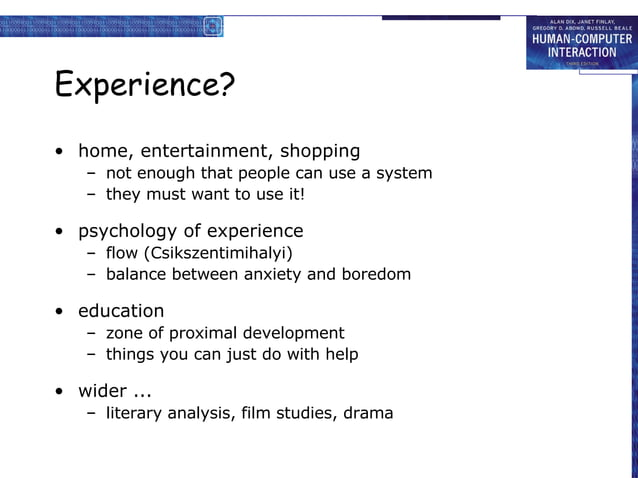 ALAN DIX, JANET FINLAY,
GREGORY D. ABOWD, RUSSELL BEALE
HUMAN-COMPUTER
INTERACTION
THIRD EDITION
Experience?
• home, entertainment, shopping
– not enough that people can use a system
– they must want to use it!
• psychology of experience
– flow (Csikszentimihalyi)
– balance between anxiety and boredom
• education
– zone of proximal development
– things you can just do with help
• wider ...
– literary analysis, film studies, drama